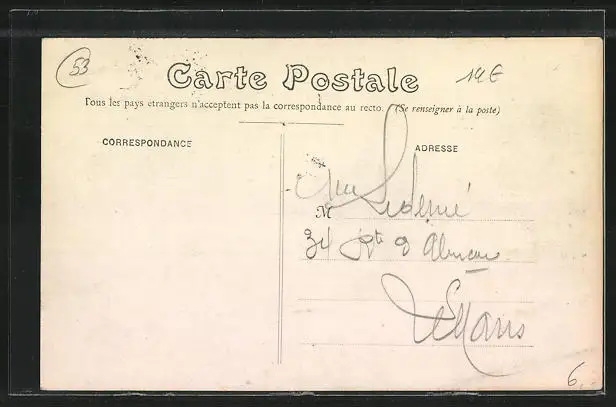 53
Carte Postale
14€
Tous les pays etrangers n'acceptent pas la correspondance au recto. (Se renseigner à la poste)
CORRESPONDANCE
ADRESSE
M
34
Le Mans
6.